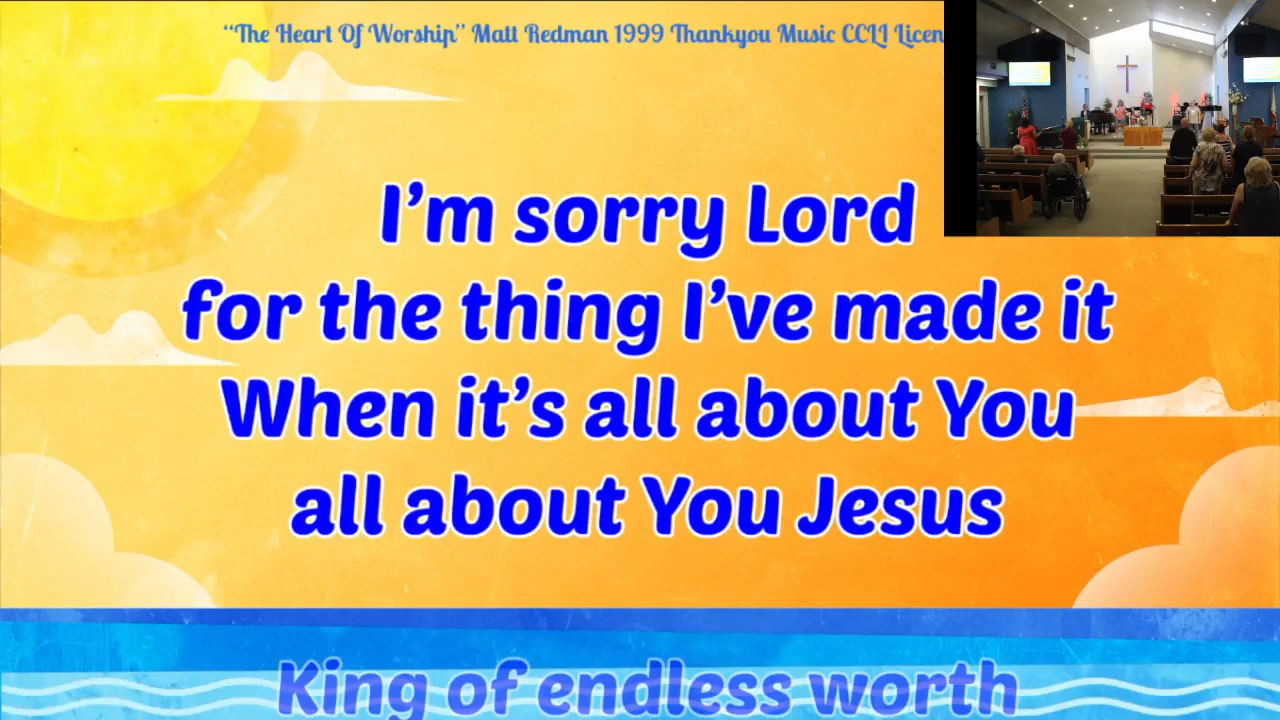 “The Heart Of Worship” Matt Redman 1999 Thankyou Music CCLI Licen
I’m sorry Lord
for the thing I’ve made it
When it’s all about You
all about You Jesus
King of endless worth